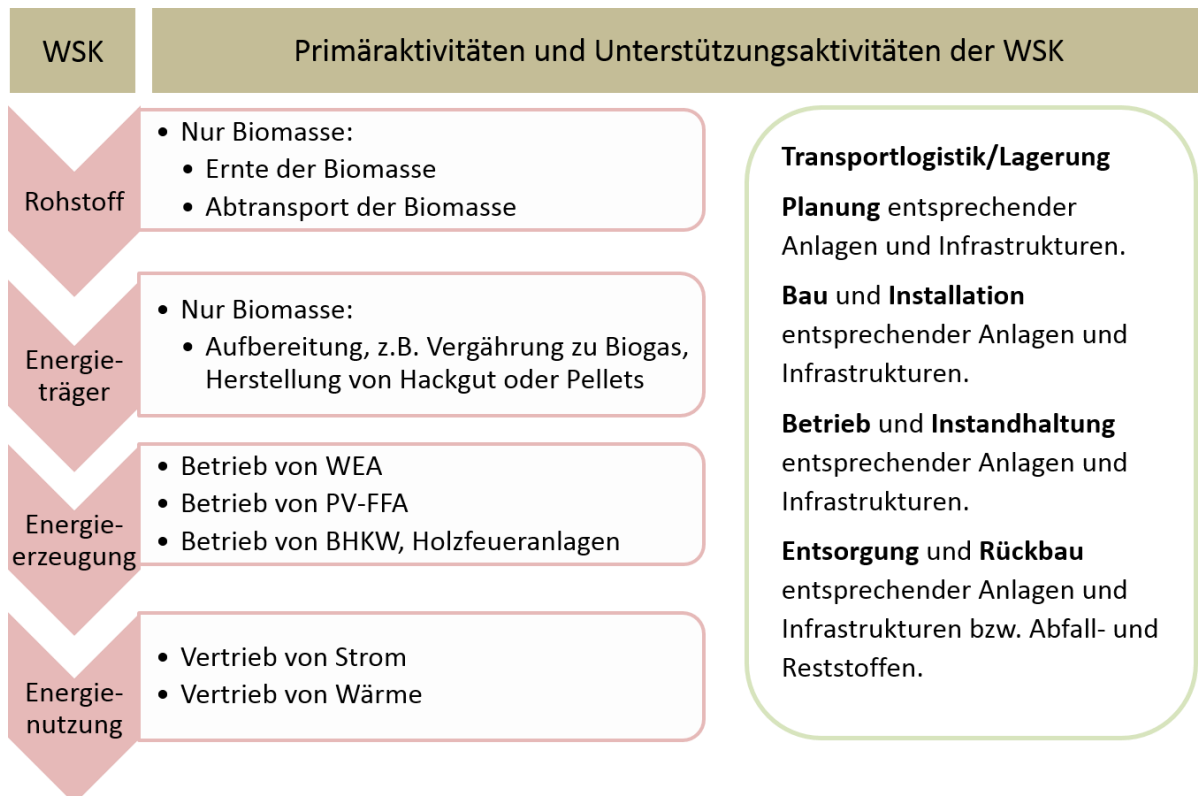 WSK
Primäraktivitäten und Unterstützungsaktivitäten der WSK
Rohstoff
• Nur Biomasse:
• Ernte der Biomasse
• Abtransport der Biomasse
Energie-
träger
• Nur Biomasse:
• Aufbereitung, z.B. Vergährung zu Biogas,
Herstellung von Hackgut oder Pellets
Energie-
erzeugung
• Betrieb von WEA
• Betrieb von PV-FFA
• Betrieb von BHKW, Holzfeueranlagen
Energie-
nutzung
• Vertrieb von Strom
• Vertrieb von Wärme
Transportlogistik/Lagerung
Planung entsprechender
Anlagen und Infrastrukturen.
Bau und Installation
entsprechender Anlagen und
Infrastrukturen.
Betrieb und Instandhaltung
entsprechender Anlagen und
Infrastrukturen.
Entsorgung und Rückbau
entsprechender Anlagen und
Infrastrukturen bzw. Abfall- und
Reststoffen.